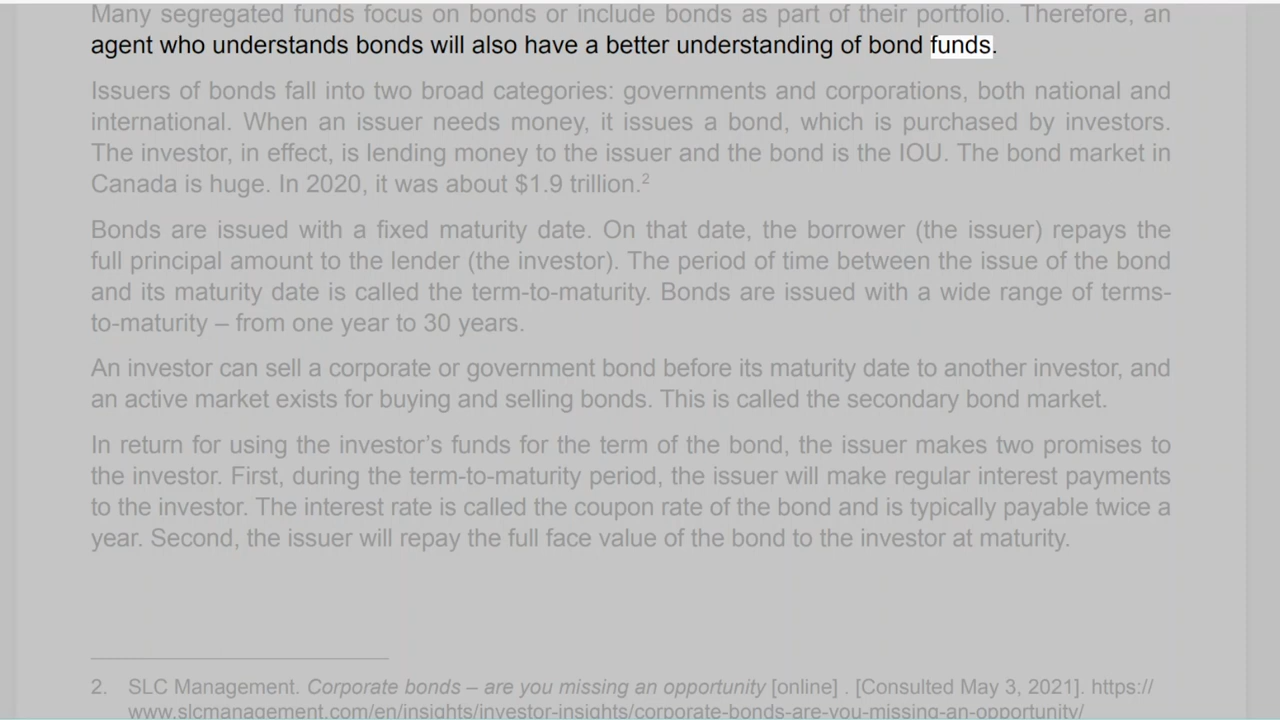 Many segregated funds focus on bonds or include bonds as part of their portfolio. Therefore, an
agent who understands bonds will also have a better understanding of bond funds.
Issuers of bonds fall into two broad categories: governments and corporations, both national and
international. When an issuer needs money, it issues a bond, which is purchased by investors.
The investor, in effect, is lending money to the issuer and the bond is the IOU. The bond market in
Canada is huge. In 2020, it was about $1.9 trillion.2
Bonds are issued with a fixed maturity date. On that date, the borrower (the issuer) repays the
full principal amount to the lender (the investor). The period of time between the issue of the bond
and its maturity date is called the term-to-maturity. Bonds are issued with a wide range of terms-
to-maturity – from one year to 30 years.
An investor can sell a corporate or government bond before its maturity date to another investor, and
an active market exists for buying and selling bonds. This is called the secondary bond market.
In return for using the investor’s funds for the term of the bond, the issuer makes two promises to
the investor. First, during the term-to-maturity period, the issuer will make regular interest payments
to the investor. The interest rate is called the coupon rate of the bond and is typically payable twice a
year. Second, the issuer will repay the full face value of the bond to the investor at maturity.
2. SLC Management. Corporate bonds – are you missing an opportunity [online] . [Consulted May 3, 2021]. https://
www.slcmanagement.com/en/insights/investor-insights/corporate-bonds-are-you-missing-an-opportunity/